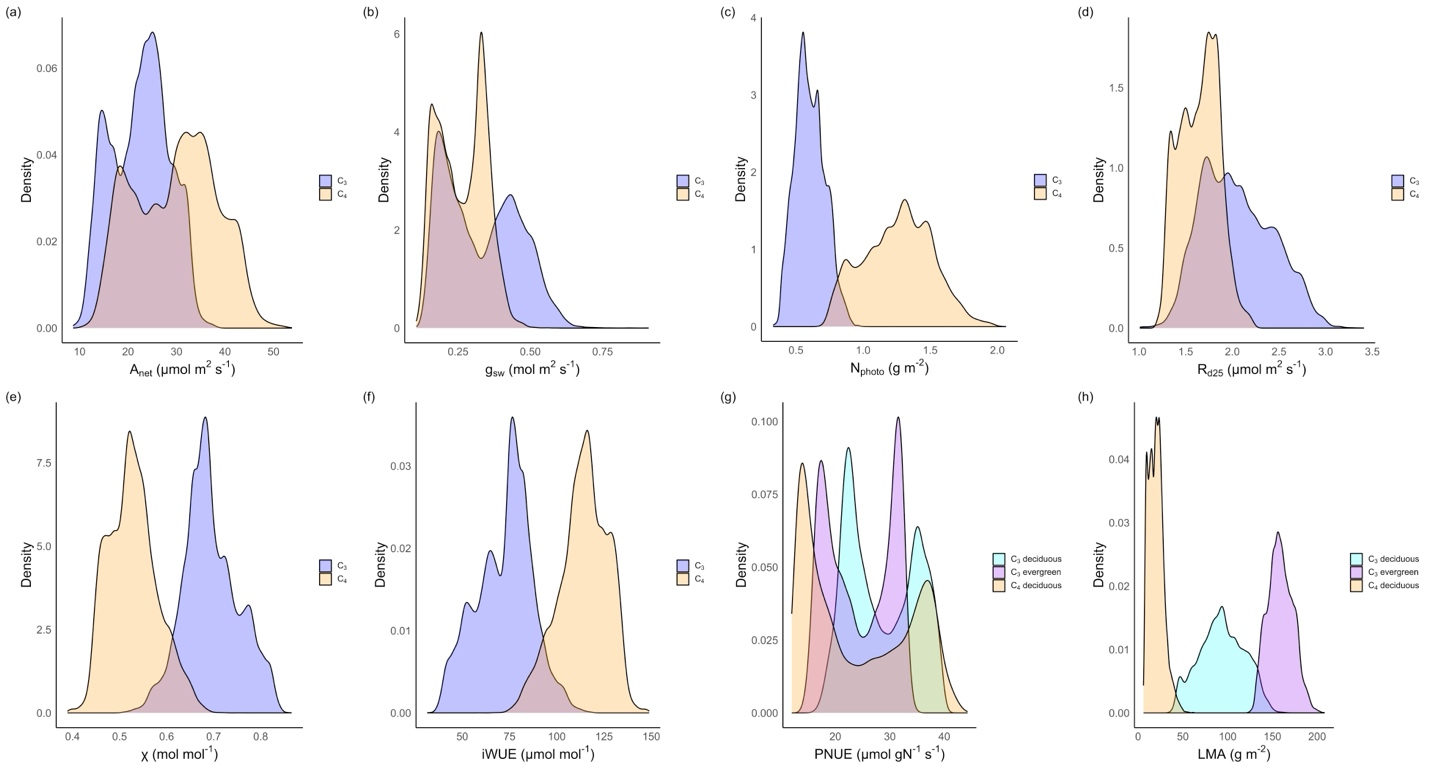 (a)
Density
0.06
0.04
0.02
0.00
10 20 30 40 50
A_net (µmol m² s⁻¹)
C₃
C₄
(b)
Density
6
4
2
0
0.25 0.50 0.75
g_sw (mol m² s⁻¹)
C₃
C₄
(c)
Density
4
3
2
1
0
0.5 1.0 1.5 2.0
N_photo (g m⁻²)
C₃
C₄
(d)
Density
1.5
1.0
0.5
0.0
1.0 1.5 2.0 2.5 3.0 3.5
R_d25 (µmol m² s⁻¹)
C₃
C₄
(e)
Density
7.5
5.0
2.5
0.0
0.4 0.5 0.6 0.7 0.8
χ (mol mol⁻¹)
C₃
C₄
(f)
Density
0.03
0.02
0.01
0.00
50 75 100 125 150
iWUE (µmol mol⁻¹)
C₃
C₄
(g)
Density
0.100
0.075
0.050
0.025
0.000
20 30 40
PNUE (µmol gN⁻¹ s⁻¹)
C₃ deciduous
C₃ evergreen
C₄ deciduous
(h)
Density
0.04
0.03
0.02
0.01
0.00
0 50 100 150 200
LMA (g m⁻²)
C₃ deciduous
C₃ evergreen
C₄ deciduous